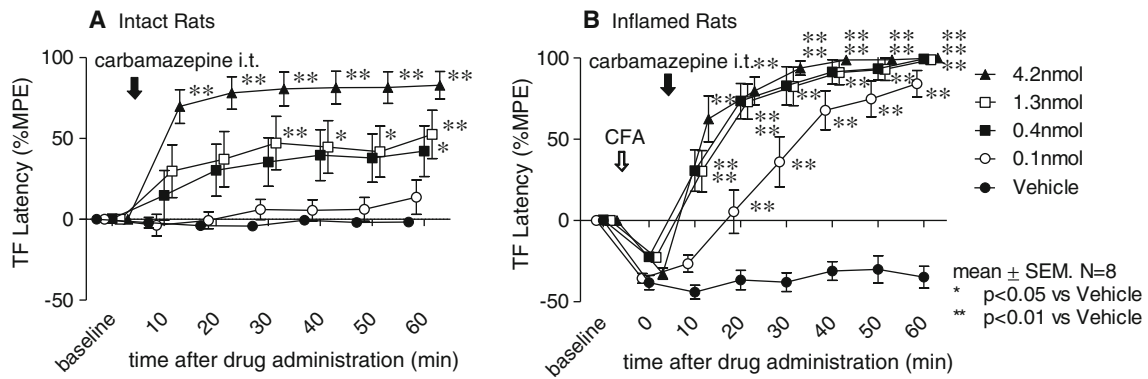 A Intact Rats
carbamazepine i.t.
100
50
0
-50
TF Latency (%MPE)
** ** ** ** ** **
** * * **
*
baseline 10 20 30 40 50 60
time after drug administration (min)
B Inflamed Rats
carbamazepine i.t.
CFA
100
50
0
-50
TF Latency (%MPE)
** ** ** ** **
** ** ** **
** ** ** ** **
**
**
** ** ** **
**
**
baseline 0 10 20 30 40 50 60
time after drug administration (min)
4.2nmol
1.3nmol
0.4nmol
0.1nmol
Vehicle
mean ± SEM. N=8
* p<0.05 vs Vehicle
** p<0.01 vs Vehicle